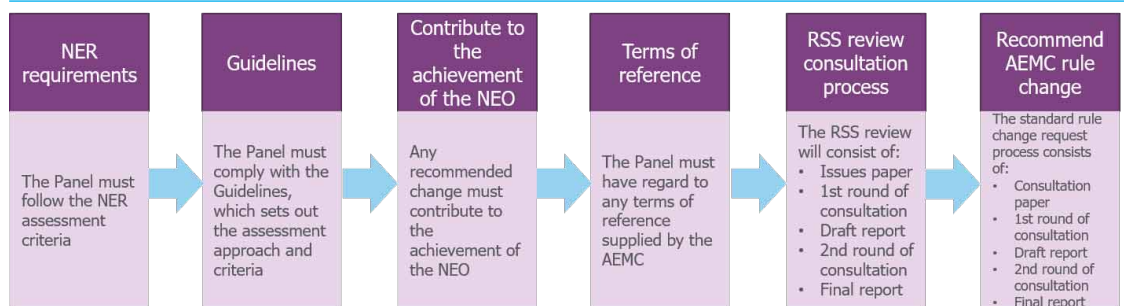 NER
requirements
The Panel must
follow the NER
assessment
criteria
Guidelines
The Panel must
comply with the
Guidelines,
which sets out
the assessment
approach and
criteria
Contribute to
the
achievement
of the NEO
Any
recommended
change must
contribute to
the
achievement of
the NEO
Terms of
reference
The Panel must
have regard to
any terms of
reference
supplied by the
AEMC
RSS review
consultation
process
The RSS review
will consist of:
• Issues paper
• 1st round of
consultation
• Draft report
• 2nd round of
consultation
• Final report
Recommend
AEMC rule
change
The standard rule
change request
process consists
of:
• Consultation
paper
• 1st round of
consultation
• Draft report
• 2nd round of
consultation
• Final report